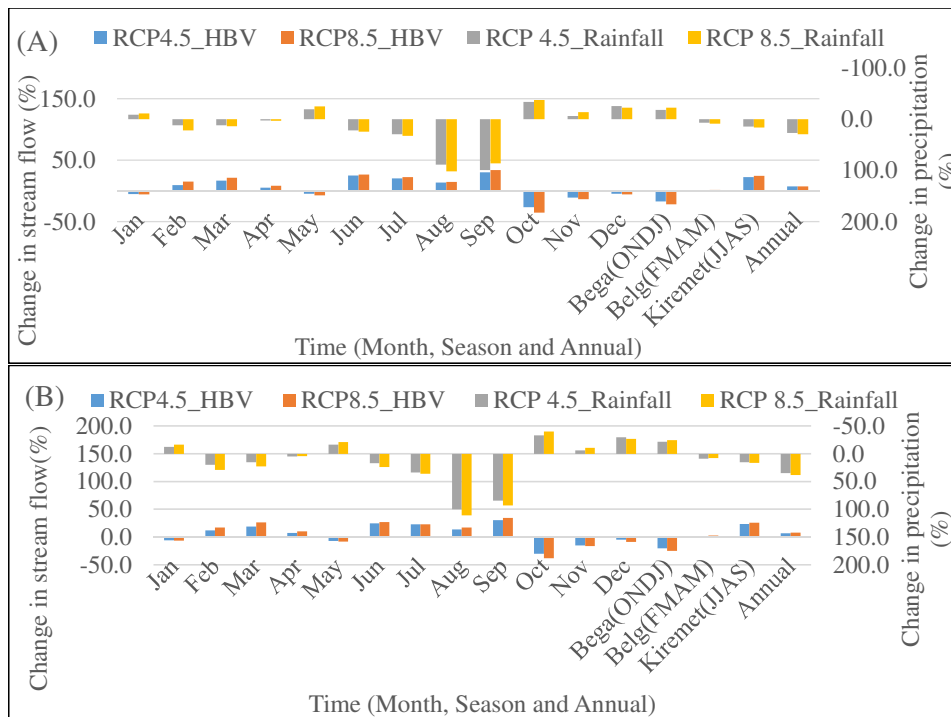 (A)
RCP4.5_HBV RCP8.5_HBV RCP 4.5_Rainfall RCP 8.5_Rainfall
Change in stream flow (%)
150.0
50.0
-50.0
-100.0
0.0
100.0
200.0
Change in precipitation (%)
Jan Feb Mar Apr May Jun Jul Aug Sep Oct Nov Dec Bega(ONDJ) Belg(FMAM) Kiremet(JJAS) Annual
Time (Month, Season and Annual)
(B)
RCP4.5_HBV RCP8.5_HBV RCP 4.5_Rainfall RCP 8.5_Rainfall
Change in stream flow(%)
200.0
150.0
100.0
50.0
0.0
-50.0
-50.0
0.0
50.0
100.0
150.0
200.0
Change in precipitation
(%)
Jan Feb Mar Apr May Jun Jul Aug Sep Oct Nov Dec Bega(ONDJ) Belg(FMAM) Kiremet(JJAS) Annual
Time (Month, Season and Annual)